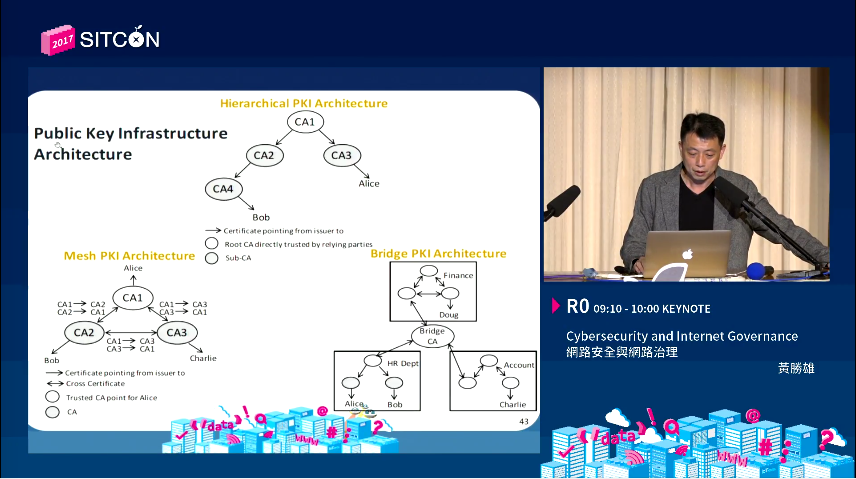 2017 SITCON
Public Key Infrastructure
Architecture
Hierarchical PKI Architecture
CA1
CA2
CA3
CA4
Alice
Bob
Certificate pointing from issuer to
Root CA directly trusted by relying parties
Sub-CA
Mesh PKI Architecture
Alice
CA1
CA1 → CA2
CA2 → CA1
CA1 → CA3
CA3 → CA1
CA2
CA3
CA1 → CA3
CA3 → CA1
Bob
Charlie
Certificate pointing from issuer to
Cross Certificate
Trusted CA point for Alice
CA
Bridge PKI Architecture
Finance
Doug
Bridge
CA
HR Dept
Alice
Bob
Account
Charlie
43
data
www
R0 09:10 - 10:00 KEYNOTE
Cybersecurity and Internet Governance
網路安全與網路治理
黃勝雄
data
www